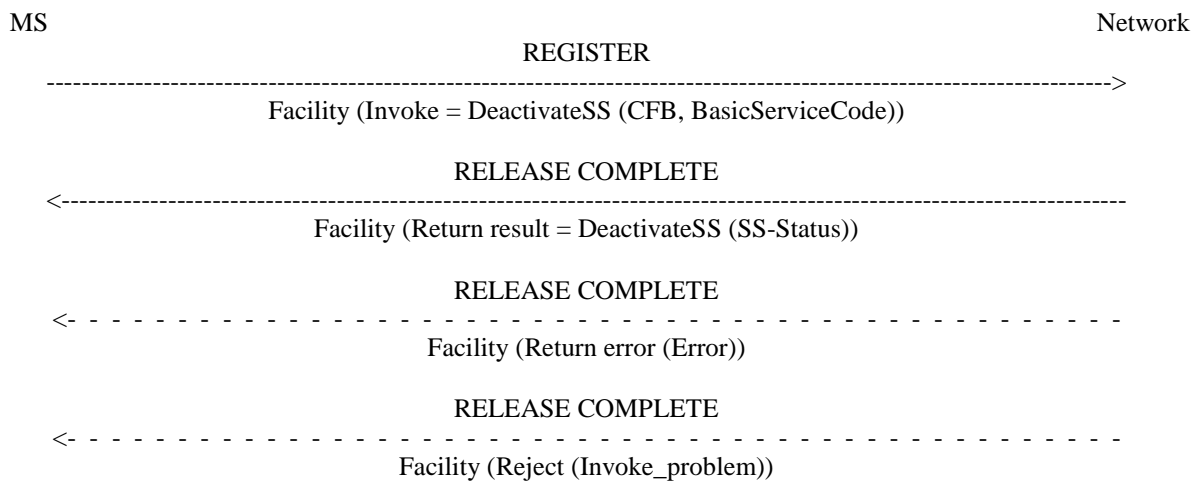 MS Network
REGISTER
Facility (Invoke = DeactivateSS (CFB, BasicServiceCode))
RELEASE COMPLETE
Facility (Return result = DeactivateSS (SS-Status))
RELEASE COMPLETE
Facility (Return error (Error))
RELEASE COMPLETE
Facility (Reject (Invoke_problem))